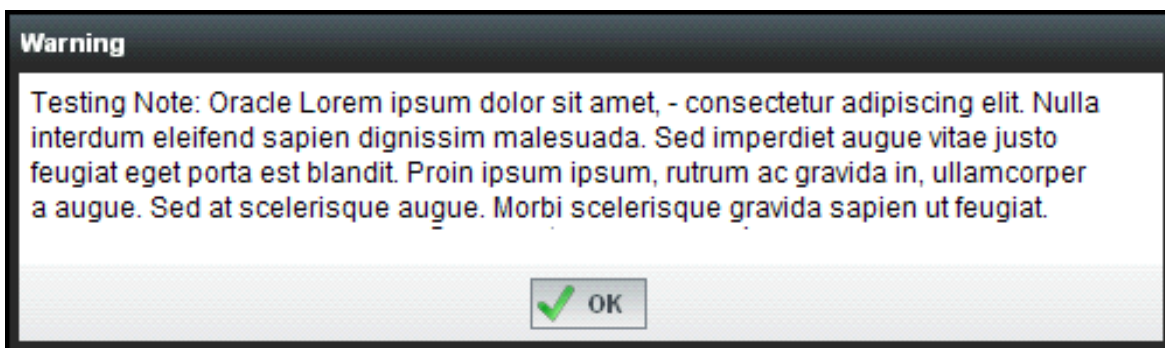 Warning
Testing Note: Oracle Lorem ipsum dolor sit amet, - consectetur adipiscing elit. Nulla
interdum eleifend sapien dignissim malesuada. Sed imperdiet augue vitae justo
feugiat eget porta est blandit. Proin ipsum ipsum, rutrum ac gravida in, ullamcorper
a augue. Sed at scelerisque augue. Morbi scelerisque gravida sapien ut feugiat.
OK